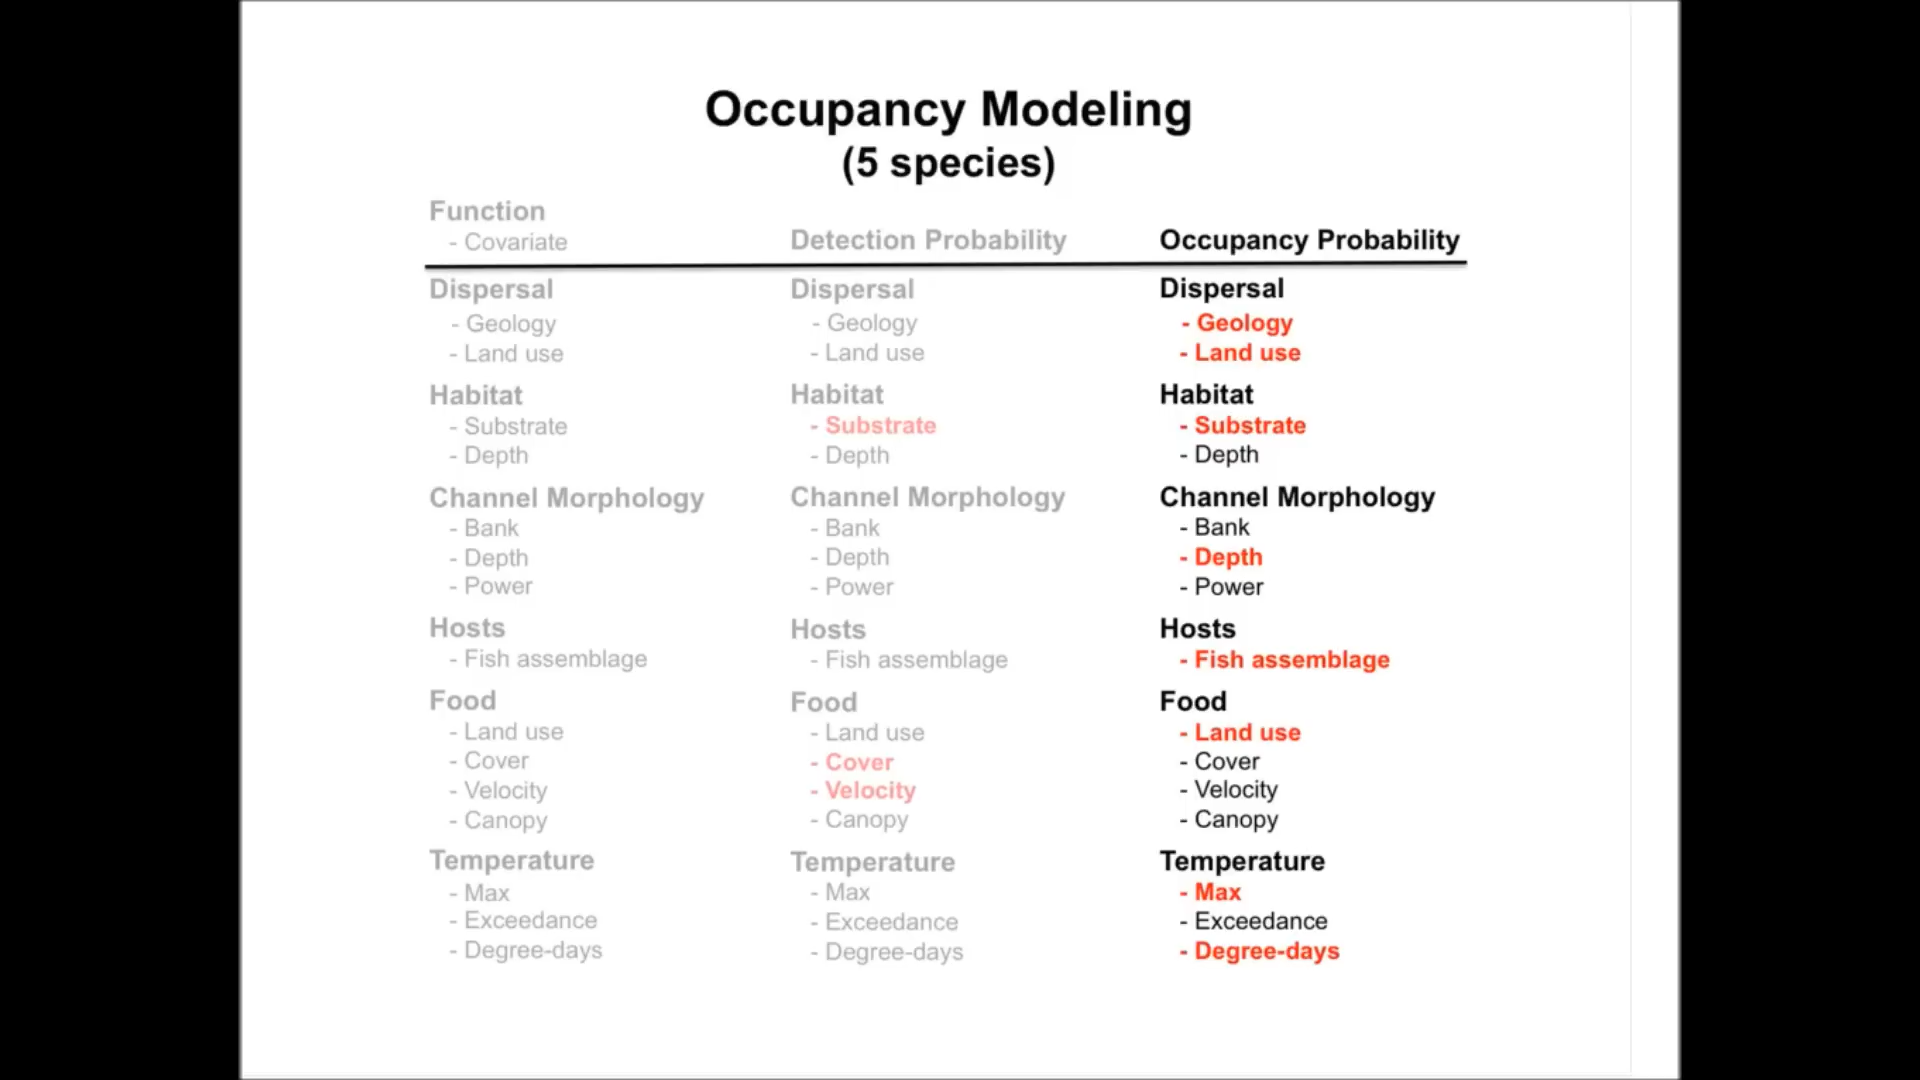 Occupancy Modeling
(5 species)
Function
- Covariate
Detection Probability
Occupancy Probability
Dispersal
- Geology
- Land use
Habitat
- Substrate
- Depth
Channel Morphology
- Bank
- Depth
- Power
Hosts
- Fish assemblage
Food
- Land use
- Cover
- Velocity
- Canopy
Temperature
- Max
- Exceedance
- Degree-days
Dispersal
- Geology
- Land use
Habitat
- Substrate
- Depth
Channel Morphology
- Bank
- Depth
- Power
Hosts
- Fish assemblage
Food
- Land use
- Cover
- Velocity
- Canopy
Temperature
- Max
- Exceedance
- Degree-days
Dispersal
- Geology
- Land use
Habitat
- Substrate
- Depth
Channel Morphology
- Bank
- Depth
- Power
Hosts
- Fish assemblage
Food
- Land use
- Cover
- Velocity
- Canopy
Temperature
- Max
- Exceedance
- Degree-days